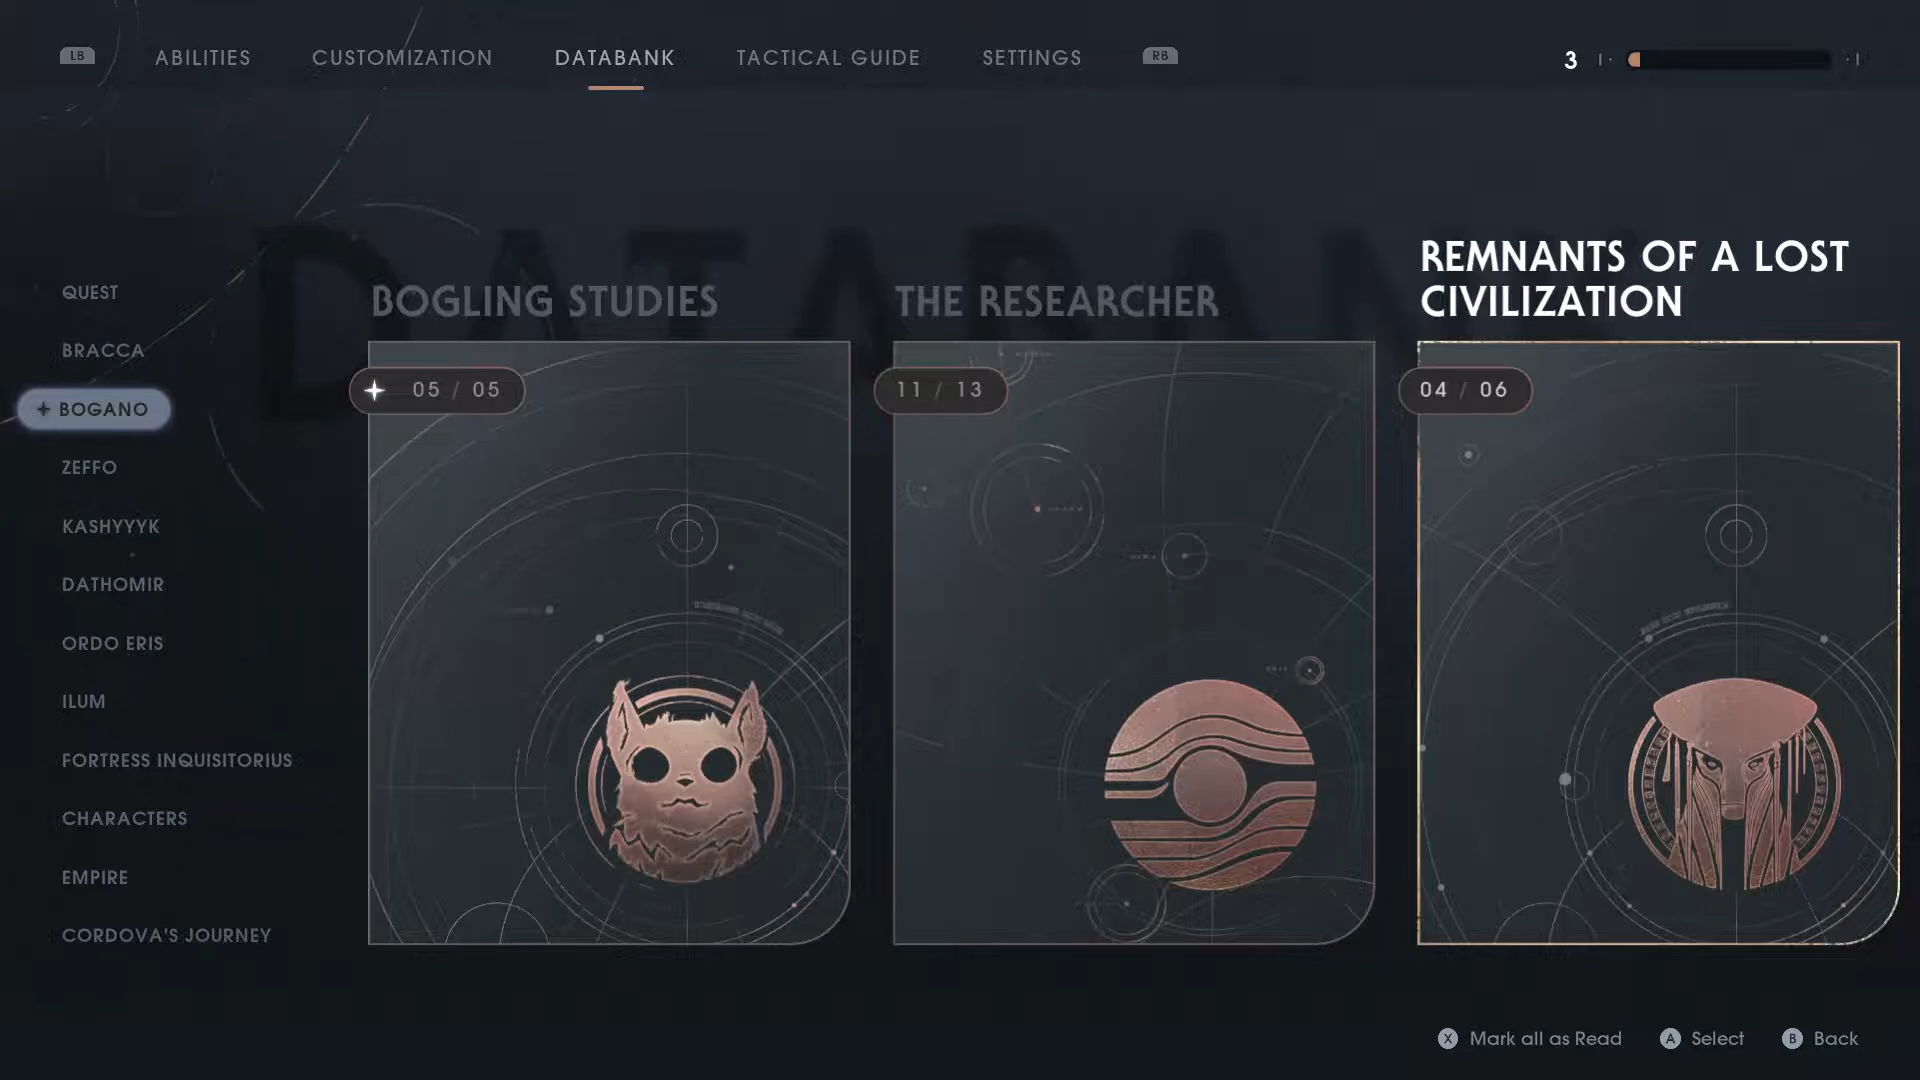 LB ABILITIES CUSTOMIZATION DATABANK TACTICAL GUIDE SETTINGS RB 3
DATABAN
QUEST
BRACCA
BOGANO
ZEFFO
KASHYYYK
DATHOMIR
ORDO ERIS
ILUM
FORTRESS INQUISITORIUS
CHARACTERS
EMPIRE
CORDOVA'S JOURNEY
BOGLING STUDIES
05 / 05
THE RESEARCHER
11 / 13
REMNANTS OF A LOST
CIVILIZATION
04 / 06
X Mark all as Read A Select B Back